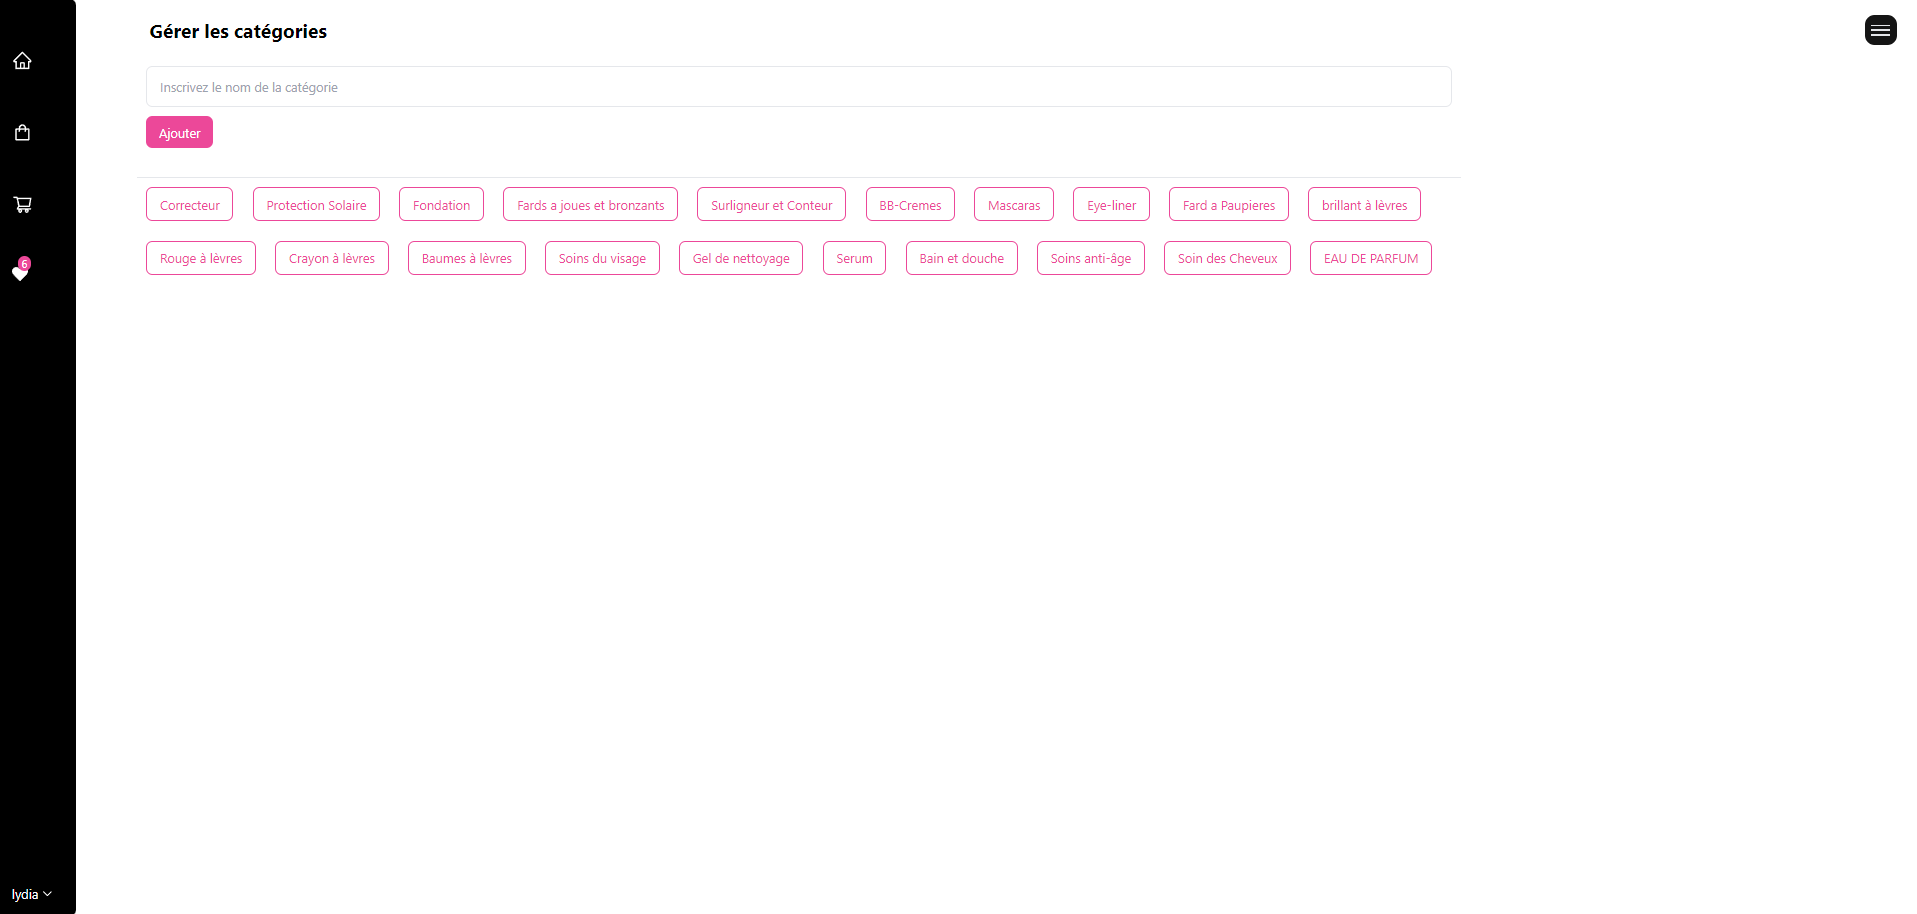 Gérer les catégories
Inscrivez le nom de la catégorie
Ajouter
Correcteur Protection Solaire Fondation Fards a joues et bronzants Surligneur et Conteur BB-Cremes Mascaras Eye-liner Fard a Paupieres brillant à lèvres
Rouge à lèvres Crayon à lèvres Baumes à lèvres Soins du visage Gel de nettoyage Serum Bain et douche Soins anti-âge Soin des Cheveux EAU DE PARFUM
6
lydia